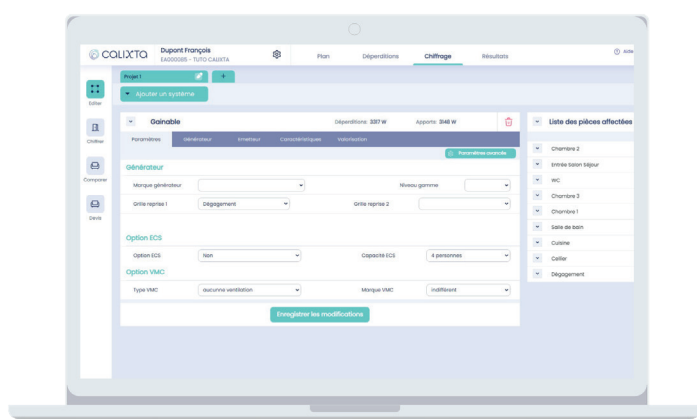 CALIXTA
Dupont François
EA000085 - TUTO CALIXTA
Plan Déperditions Chiffrage Résultats
Aide
Projet 1 +
Ajouter un système
Editer
Chiffrer
Comparer
Devis
Gainable Déperditions: 3317 W Apports: 3148 W
Paramètres Générateur Emetteur Caractéristiques Valorisation
Paramètres avancés
Générateur
Marque générateur Niveau gamme
Grille reprise 1 Dégagement Grille reprise 2
Option ECS
Option ECS Non Capacité ECS 4 personnes
Option VMC
Type VMC aucunne ventilation Marque VMC indifférent
Enregistrer les modifications
Liste des pièces affectées
Chambre 2
Entrée Salon Séjour
WC
Chambre 3
Chambre 1
Salle de bain
Cuisine
Cellier
Dégagement